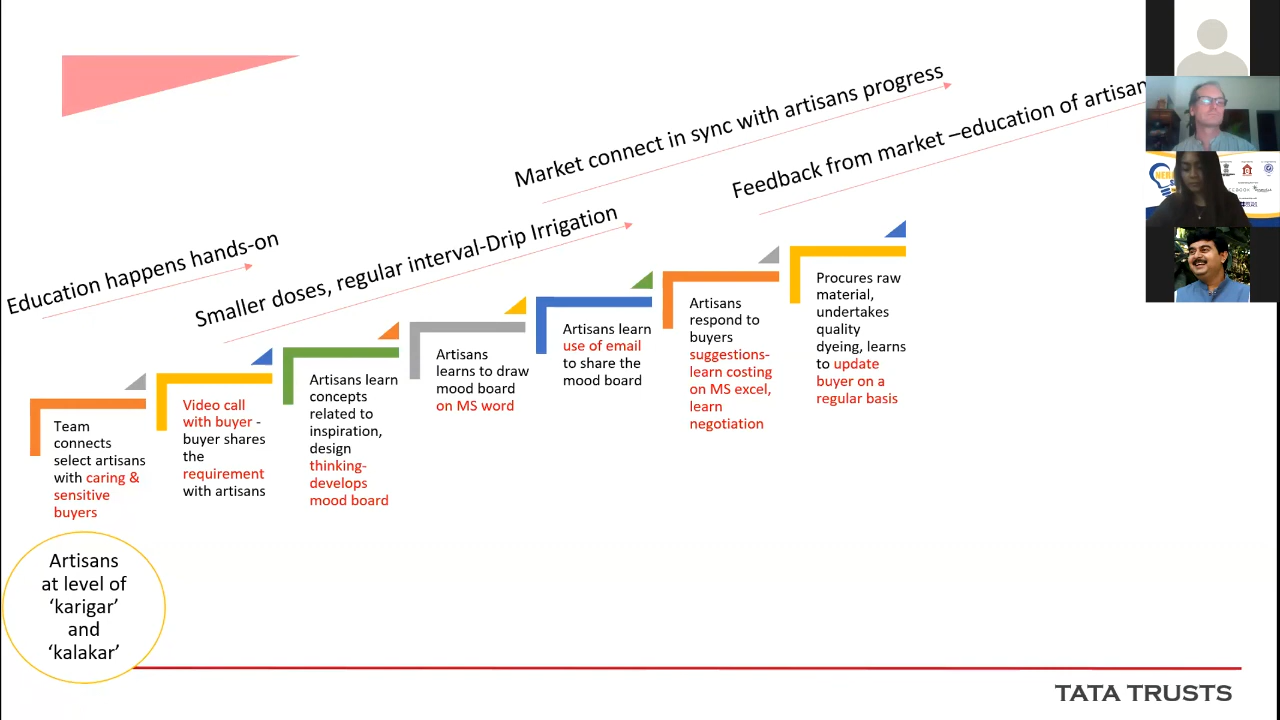 Market connect in sync with artisans progress
Feedback from market –education of artisan
Education happens hands-on
Smaller doses, regular interval-Drip Irrigation
Team
connects
select artisans
with caring &
sensitive
buyers
Video call
with buyer -
buyer shares
the
requirement
with artisans
Artisans learn
concepts
related to
inspiration,
design
thinking-
develops
mood board
Artisans
learns to draw
mood board
on MS word
Artisans learn
use of email
to share the
mood board
Artisans
respond to
buyers
suggestions-
learn costing
on MS excel,
learn
negotiation
Procures raw
material,
undertakes
quality
dyeing, learns
to update
buyer on a
regular basis
Artisans
at level of
‘karigar’
and
‘kalakar’
TATA TRUSTS